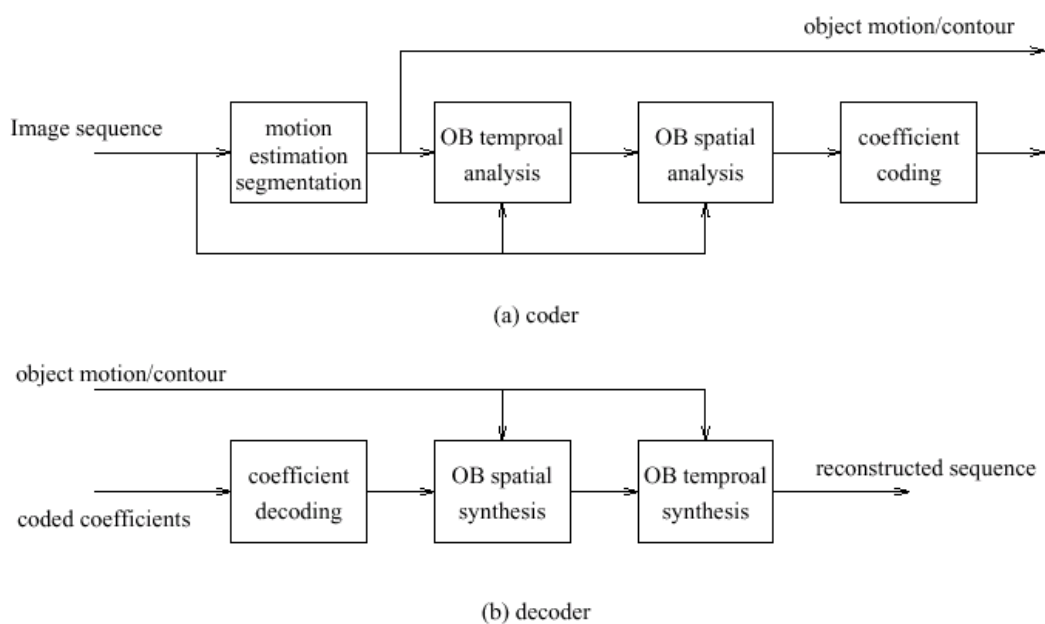 object motion/contour
Image sequence
motion
estimation
segmentation
OB temproal
analysis
OB spatial
analysis
coefficient
coding
(a) coder
object motion/contour
coded coefficients
coefficient
decoding
OB spatial
synthesis
OB temproal
synthesis
reconstructed sequence
(b) decoder